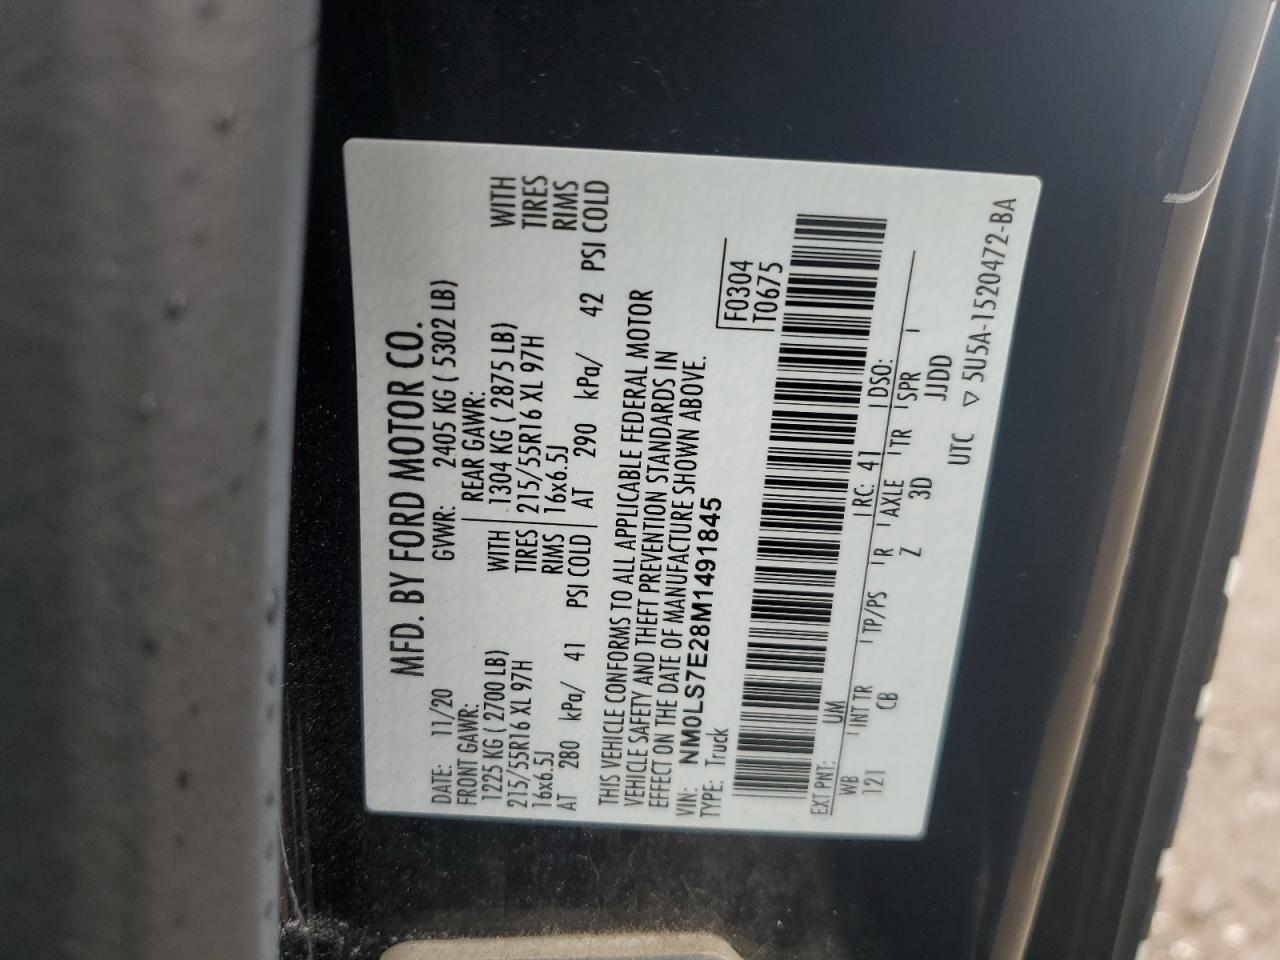 MFD. BY FORD MOTOR CO.
DATE: 11/20 GVWR: 2405 KG ( 5302 LB)
FRONT GAWR: REAR GAWR:
1225 KG ( 2700 LB) WITH 1304 KG ( 2875 LB) WITH
215/55R16 XL 97H TIRES 215/55R16 XL 97H TIRES
16x6.5J RIMS 16x6.5J RIMS
AT 280 kPa/ 41 PSI COLD AT 290 kPa/ 42 PSI COLD
THIS VEHICLE CONFORMS TO ALL APPLICABLE FEDERAL MOTOR
VEHICLE SAFETY AND THEFT PREVENTION STANDARDS IN
EFFECT ON THE DATE OF MANUFACTURE SHOWN ABOVE.
VIN: NM0LS7E28M1491845 F0304
TYPE: Truck T0675
EXT PNT: UM RC: 41 DSO:
WB INT TR TP/PS R AXLE TR SPR
121 CB Z 3D JJDD
UTC ▽ 5U5A-1520472-BA